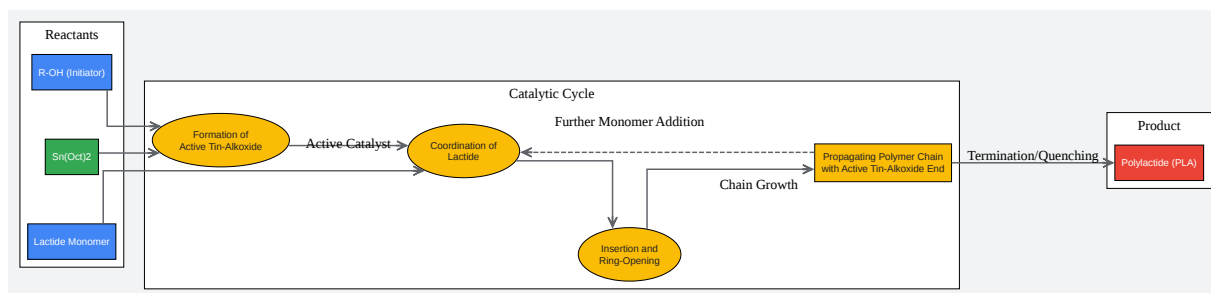 Reactants
R-OH (Initiator)
Sn(Oct)2
Lactide Monomer
Catalytic Cycle
Formation of
Active Tin-Alkoxide
Active Catalyst
Coordination of
Lactide
Further Monomer Addition
Insertion and
Ring-Opening
Chain Growth
Propagating Polymer Chain
with Active Tin-Alkoxide End
Termination/Quenching
Product
Polylactide (PLA)